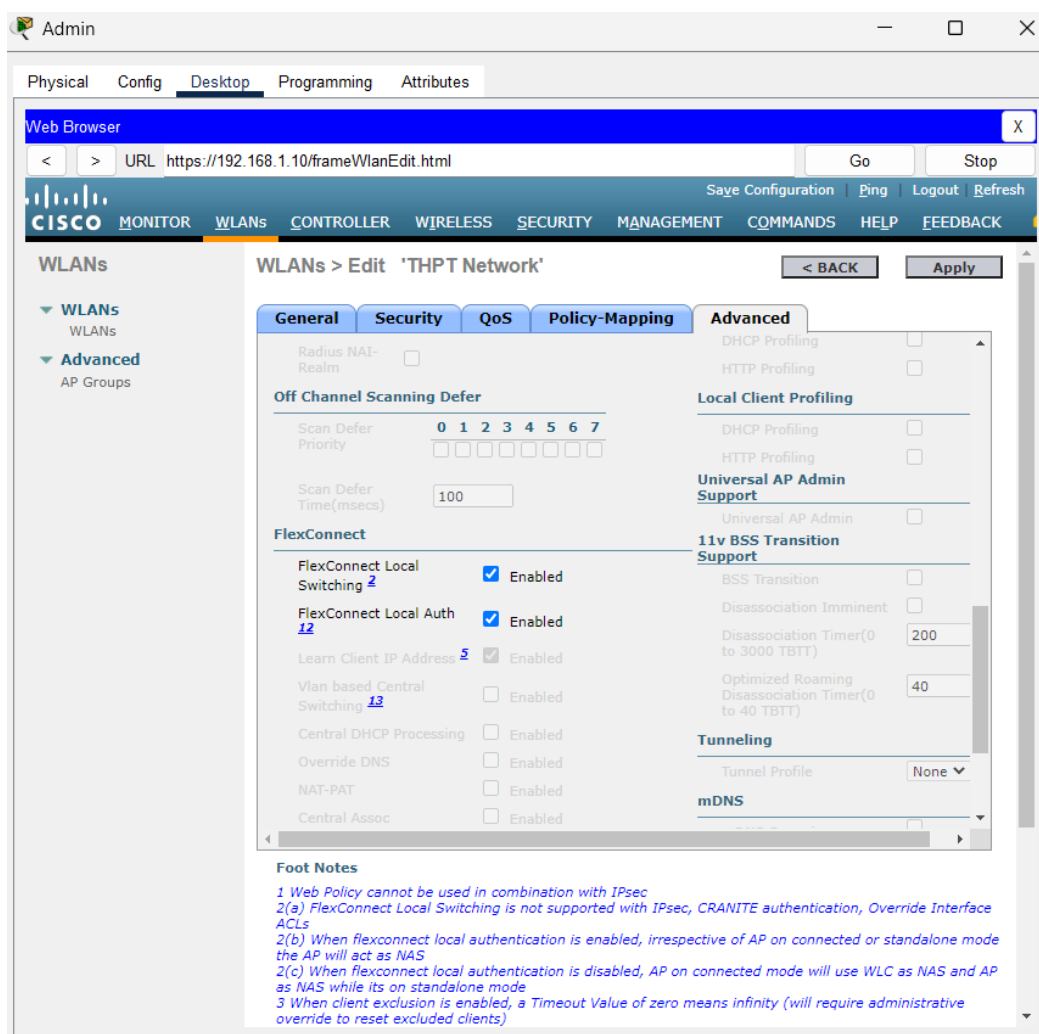 Admin
Physical Config Desktop Programming Attributes
Web Browser X
< > URL https://192.168.1.10/frameWlanEdit.html Go Stop
Save Configuration Ping Logout Refresh
CISCO MONITOR WLANs CONTROLLER WIRELESS SECURITY MANAGEMENT COMMANDS HELP FEEDBACK
WLANs
WLANs
WLANs
Advanced
AP Groups
WLANs > Edit 'THPT Network'
< BACK Apply
General Security QoS Policy-Mapping Advanced
Radius NAI-
Realm
Off Channel Scanning Defer
Scan Defer
Priority
0 1 2 3 4 5 6 7
Scan Defer
Time(msecs)
100
FlexConnect
FlexConnect Local
Switching 2
Enabled
FlexConnect Local Auth
12
Enabled
Learn Client IP Address 5 Enabled
Vlan based Central
Switching 13
Enabled
Central DHCP Processing Enabled
Override DNS Enabled
NAT-PAT Enabled
Central Assoc Enabled
DHCP Profiling
HTTP Profiling
Local Client Profiling
DHCP Profiling
HTTP Profiling
Universal AP Admin
Support
Universal AP Admin
11v BSS Transition
Support
BSS Transition
Disassociation Imminent
Disassociation Timer(0
to 3000 TBTT)
200
Optimized Roaming
Disassociation Timer(0
to 40 TBTT)
40
Tunneling
Tunnel Profile None
mDNS
Foot Notes
1 Web Policy cannot be used in combination with IPsec
2(a) FlexConnect Local Switching is not supported with IPsec, CRANITE authentication, Override Interface
ACLs
2(b) When flexconnect local authentication is enabled, irrespective of AP on connected or standalone mode
the AP will act as NAS
2(c) When flexconnect local authentication is disabled, AP on connected mode will use WLC as NAS and AP
as NAS while its on standalone mode
3 When client exclusion is enabled, a Timeout Value of zero means infinity (will require administrative
override to reset excluded clients)